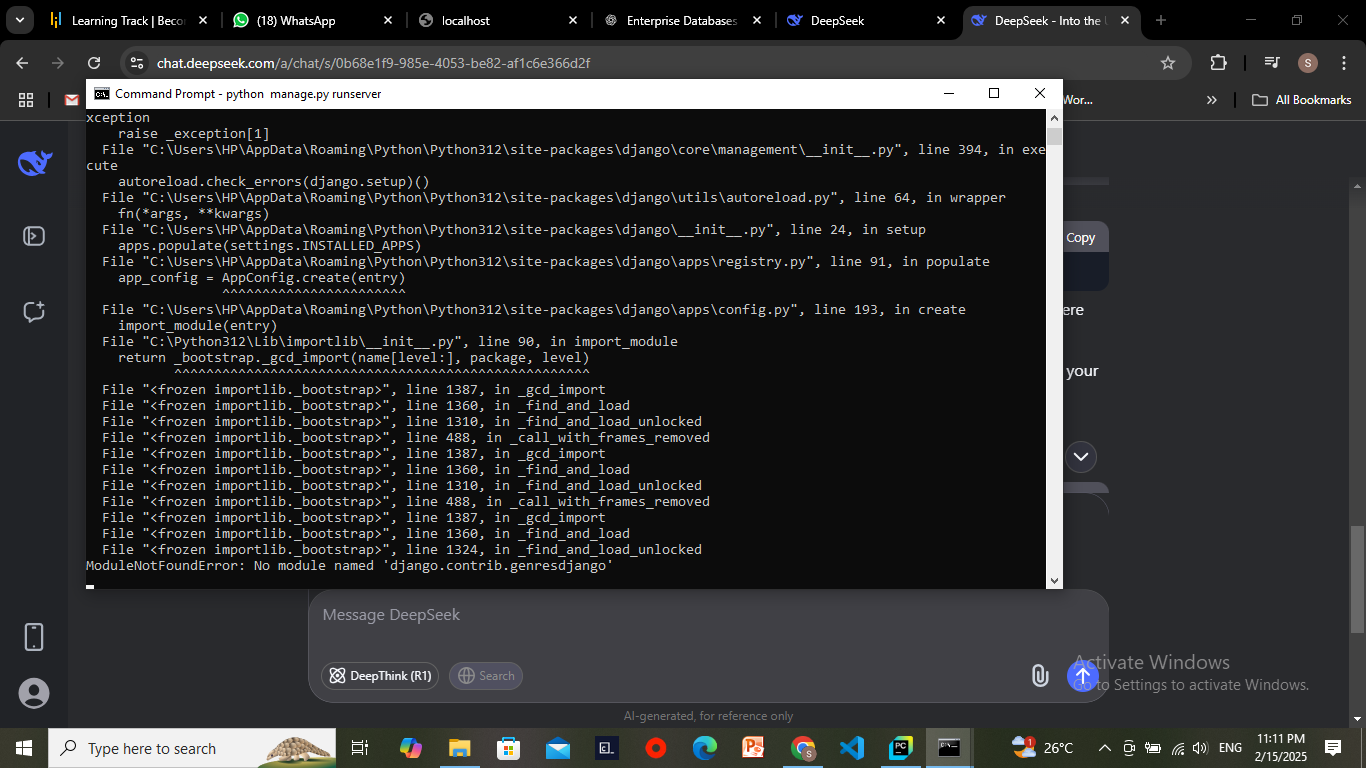 Learning Track | Becor
(18) WhatsApp
localhost
Enterprise Databases
DeepSeek
DeepSeek - Into the U
chat.deepseek.com/a/chat/s/0b68e1f9-985e-4053-be82-af1c6e366d2f
S
Wor...
All Bookmarks
Command Prompt - python  manage.py runserver
xception
    raise _exception[1]
  File "C:\Users\HP\AppData\Roaming\Python\Python312\site-packages\django\core\management\__init__.py", line 394, in exe
cute
    autoreload.check_errors(django.setup)()
  File "C:\Users\HP\AppData\Roaming\Python\Python312\site-packages\django\utils\autoreload.py", line 64, in wrapper
    fn(*args, **kwargs)
  File "C:\Users\HP\AppData\Roaming\Python\Python312\site-packages\django\__init__.py", line 24, in setup
    apps.populate(settings.INSTALLED_APPS)
  File "C:\Users\HP\AppData\Roaming\Python\Python312\site-packages\django\apps\registry.py", line 91, in populate
    app_config = AppConfig.create(entry)
                 ^^^^^^^^^^^^^^^^^^^^^^^
  File "C:\Users\HP\AppData\Roaming\Python\Python312\site-packages\django\apps\config.py", line 193, in create
    import_module(entry)
  File "C:\Python312\Lib\importlib\__init__.py", line 90, in import_module
    return _bootstrap._gcd_import(name[level:], package, level)
           ^^^^^^^^^^^^^^^^^^^^^^^^^^^^^^^^^^^^^^^^^^^^^^^^^^^^
  File "<frozen importlib._bootstrap>", line 1387, in _gcd_import
  File "<frozen importlib._bootstrap>", line 1360, in _find_and_load
  File "<frozen importlib._bootstrap>", line 1310, in _find_and_load_unlocked
  File "<frozen importlib._bootstrap>", line 488, in _call_with_frames_removed
  File "<frozen importlib._bootstrap>", line 1387, in _gcd_import
  File "<frozen importlib._bootstrap>", line 1360, in _find_and_load
  File "<frozen importlib._bootstrap>", line 1310, in _find_and_load_unlocked
  File "<frozen importlib._bootstrap>", line 488, in _call_with_frames_removed
  File "<frozen importlib._bootstrap>", line 1387, in _gcd_import
  File "<frozen importlib._bootstrap>", line 1360, in _find_and_load
  File "<frozen importlib._bootstrap>", line 1324, in _find_and_load_unlocked
ModuleNotFoundError: No module named 'django.contrib.genresdjango'
Copy
ere
your
Message DeepSeek
DeepThink (R1)
Search
AI-generated, for reference only
Activate Windows
Go to Settings to activate Windows.
Type here to search
26°C
ENG
11:11 PM
2/15/2025